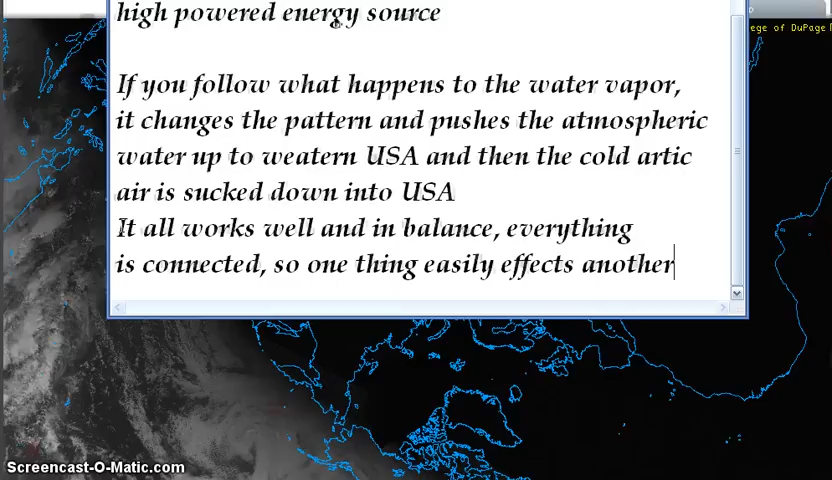 high powered energy source
ege of DuPage
If you follow what happens to the water vapor,
it changes the pattern and pushes the atmospheric
water up to weatern USA and then the cold artic
air is sucked down into USA
It all works well and in balance, everything
is connected, so one thing easily effects another
Screencast-O-Matic.com